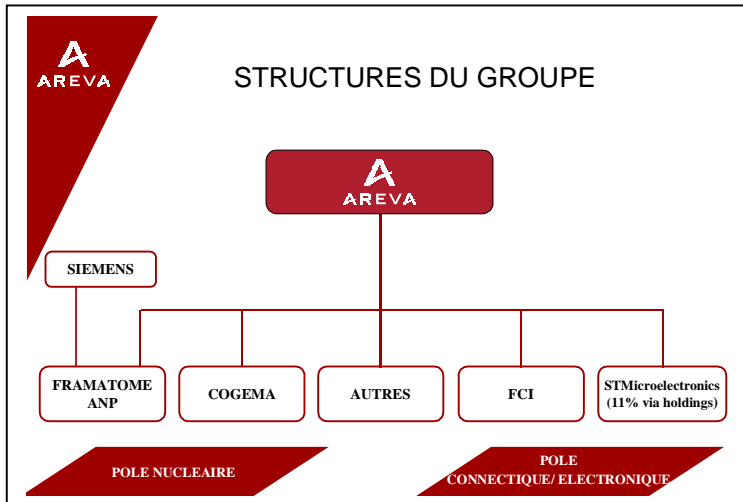 AREVA
STRUCTURES DU GROUPE
AREVA
SIEMENS
FRAMATOME
ANP
COGEMA
AUTRES
FCI
STMicroelectronics
(11% via holdings)
POLE NUCLEAIRE
POLE
CONNECTIQUE/ ELECTRONIQUE